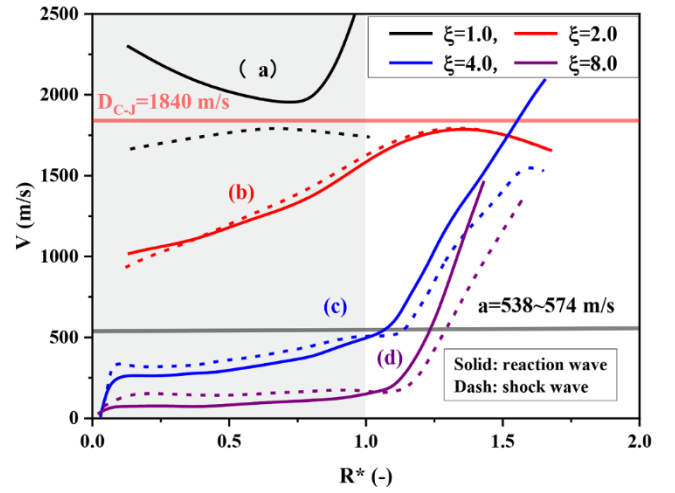 2500
2000
1500
1000
500
0
V (m/s)
ξ=1.0,
ξ=2.0
ξ=4.0,
ξ=8.0
( a)
D_C-J=1840 m/s
(b)
(c)
a=538~574 m/s
(d)
Solid: reaction wave
Dash: shock wave
0.0
0.5
1.0
1.5
2.0
R* (-)